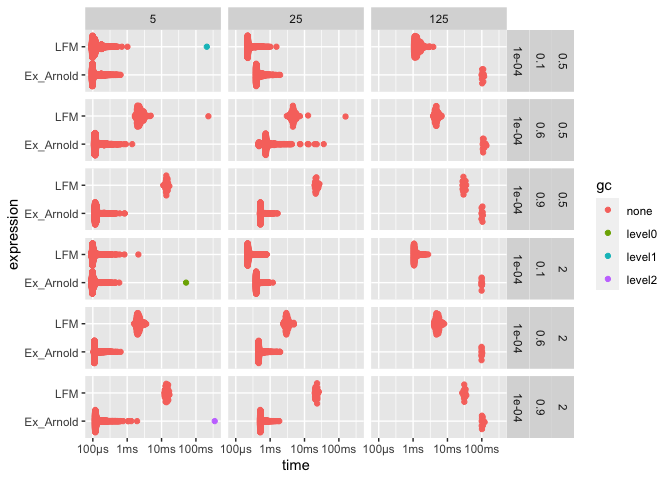 5 25 125
LFM
Ex_Arnold
1e-04 0.1 0.5
LFM
Ex_Arnold
1e-04 0.6 0.5
LFM
Ex_Arnold
1e-04 0.9 0.5
LFM
Ex_Arnold
1e-04 0.1 2
LFM
Ex_Arnold
1e-04 0.6 2
LFM
Ex_Arnold
1e-04 0.9 2
expression
100µs 1ms 10ms 100ms 100µs 1ms 10ms 100ms 100µs 1ms 10ms 100ms
time
gc
none
level0
level1
level2